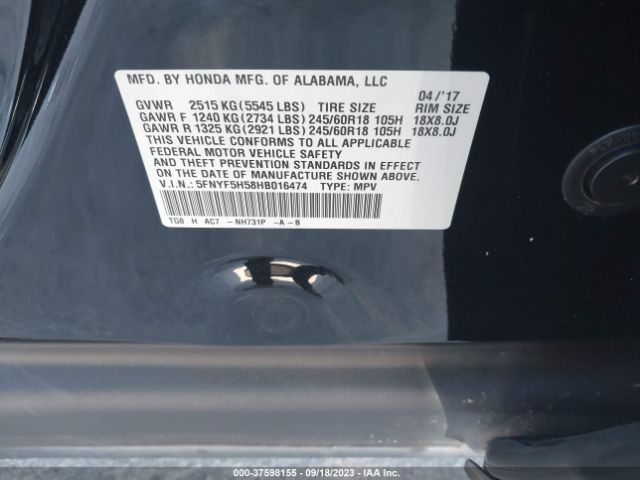 MFD. BY HONDA MFG. OF ALABAMA, LLC 04/'17
GVWR 2515 KG (5545 LBS) TIRE SIZE RIM SIZE
GAWR F 1240 KG (2734 LBS) 245/60R18 105H 18X8.0J
GAWR R 1325 KG (2921 LBS) 245/60R18 105H 18X8.0J
THIS VEHICLE CONFORMS TO ALL APPLICABLE
FEDERAL MOTOR VEHICLE SAFETY
AND THEFT PREVENTION STANDARDS IN EFFECT
ON THE DATE OF MANUFACTURE SHOWN ABOVE.
V.I.N.: 5FNYF5H58HB016474 TYPE: MPV
TG8 H AC7 -NH731P -A-B
000-37598155 | 09/18/2023 | IAA Inc.